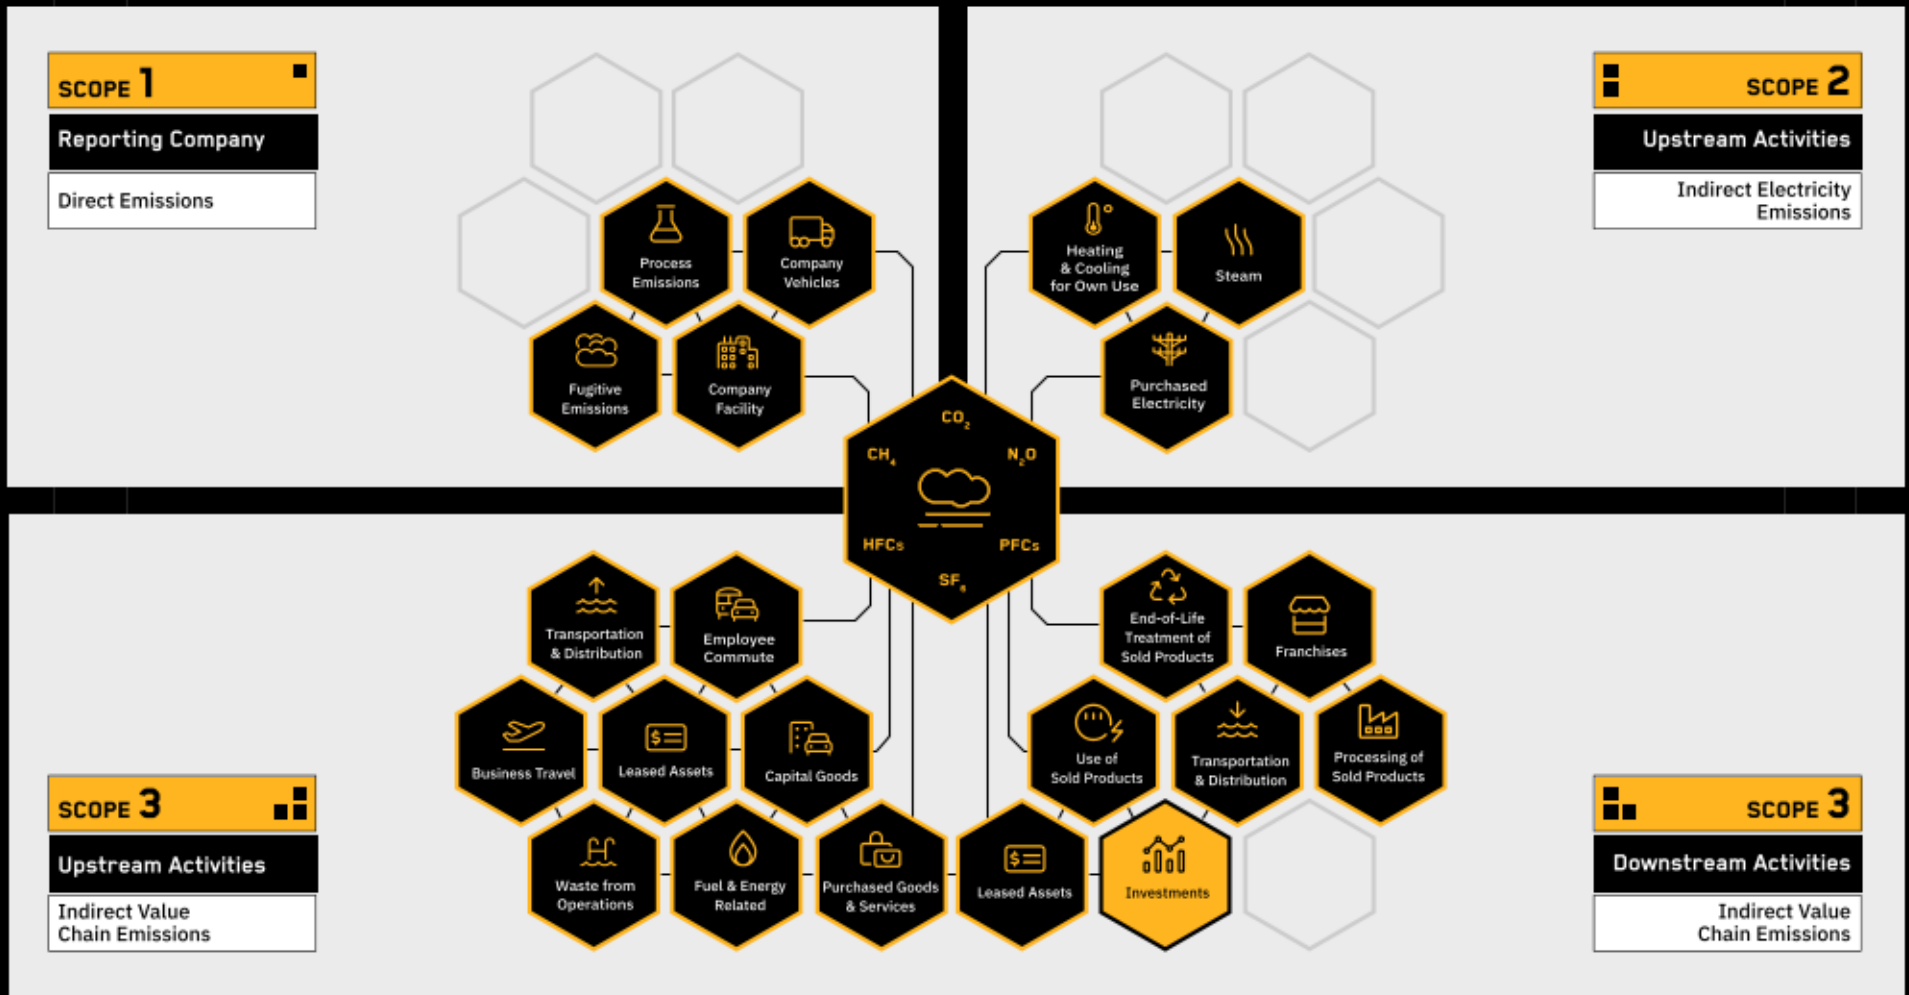 SCOPE 1
Reporting Company
Direct Emissions
Process
Emissions
Company
Vehicles
Fugitive
Emissions
Company
Facility
SCOPE 2
Upstream Activities
Indirect Electricity
Emissions
Heating
& Cooling
for Own Use
Steam
Purchased
Electricity
CO₂
CH₄
N₂O
HFCs
PFCs
SF₆
SCOPE 3
Upstream Activities
Indirect Value
Chain Emissions
Transportation
& Distribution
Employee
Commute
Business Travel
$
Leased Assets
Capital Goods
Waste from
Operations
Fuel & Energy
Related
Purchased Goods
& Services
SCOPE 3
Downstream Activities
Indirect Value
Chain Emissions
End-of-Life
Treatment of
Sold Products
Franchises
Use of
Sold Products
Transportation
& Distribution
Processing of
Sold Products
$
Leased Assets
Investments